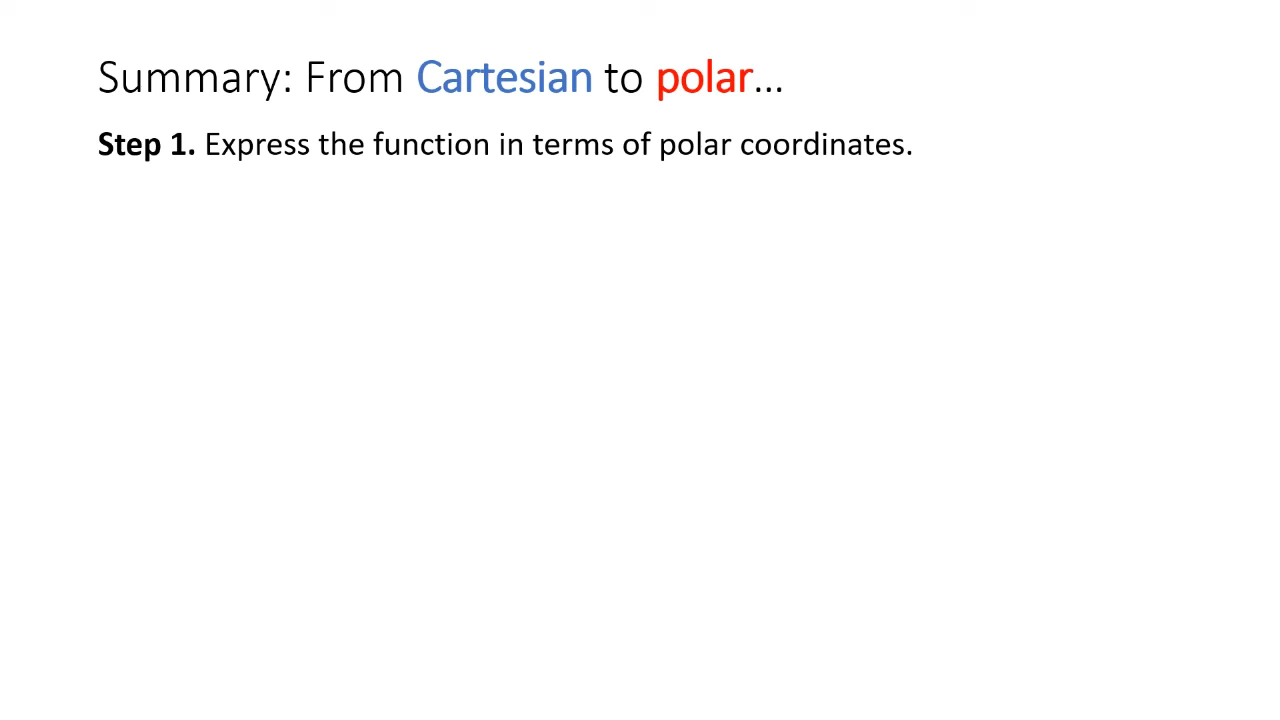 Summary: From Cartesian to polar...
Step 1. Express the function in terms of polar coordinates.